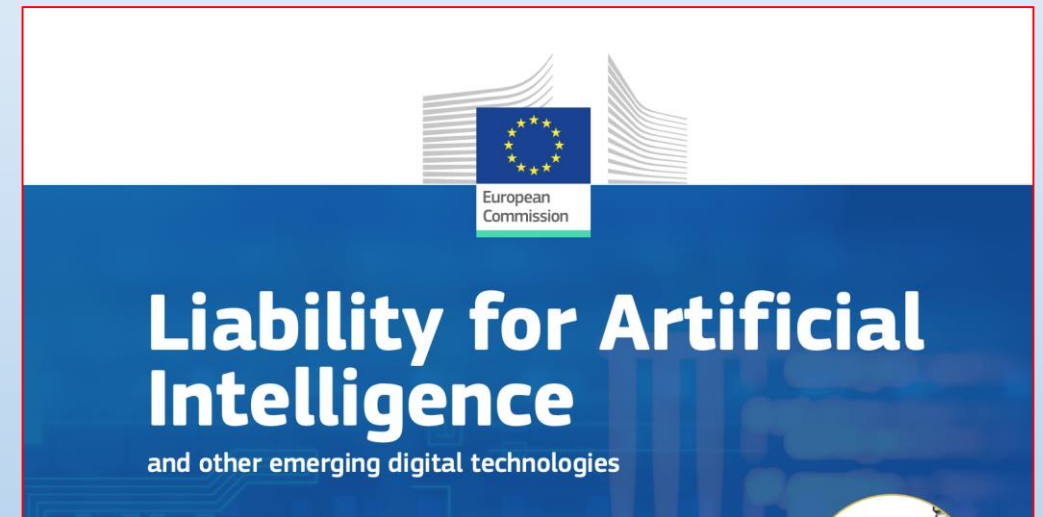 European
Commission
Liability for Artificial
Intelligence
and other emerging digital technologies